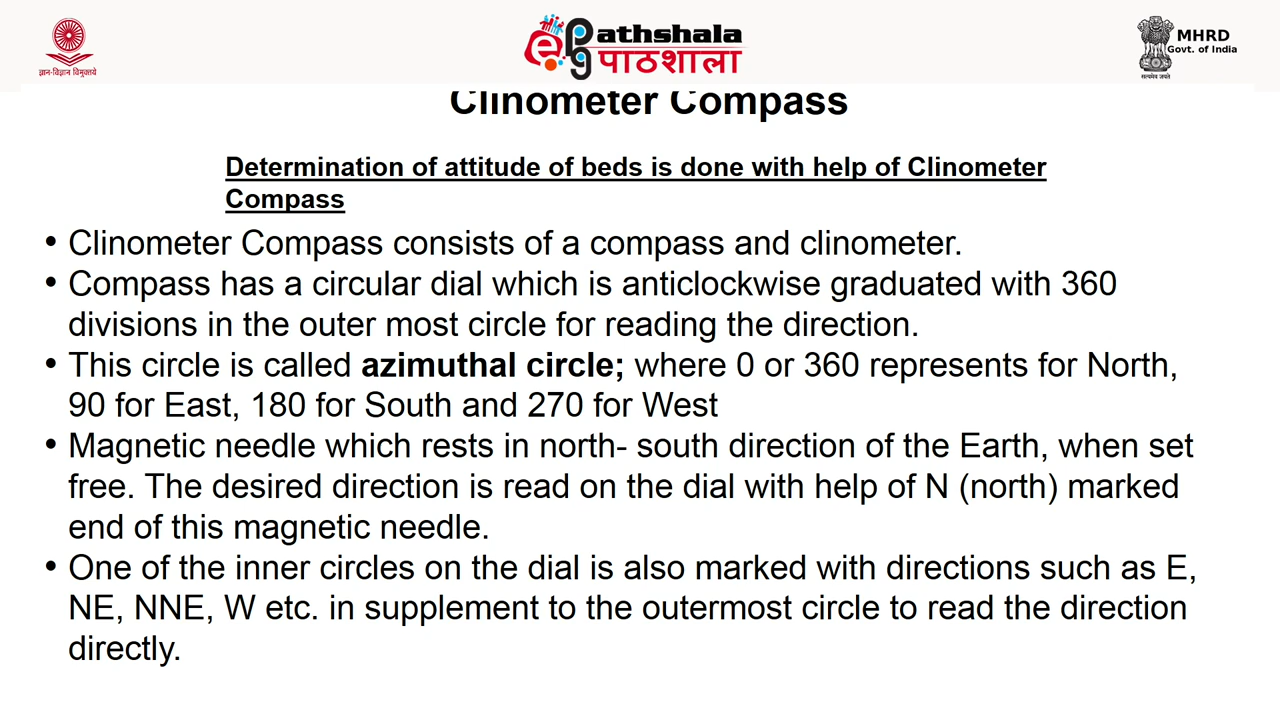 ज्ञान-विज्ञान विमुक्तये
e PG athshala
पाठशाला
सत्यमेव जयते
MHRD
Govt. of India
Clinometer Compass
Determination of attitude of beds is done with help of Clinometer
Compass
• Clinometer Compass consists of a compass and clinometer.
• Compass has a circular dial which is anticlockwise graduated with 360
divisions in the outer most circle for reading the direction.
• This circle is called azimuthal circle; where 0 or 360 represents for North,
90 for East, 180 for South and 270 for West
• Magnetic needle which rests in north- south direction of the Earth, when set
free. The desired direction is read on the dial with help of N (north) marked
end of this magnetic needle.
• One of the inner circles on the dial is also marked with directions such as E,
NE, NNE, W etc. in supplement to the outermost circle to read the direction
directly.